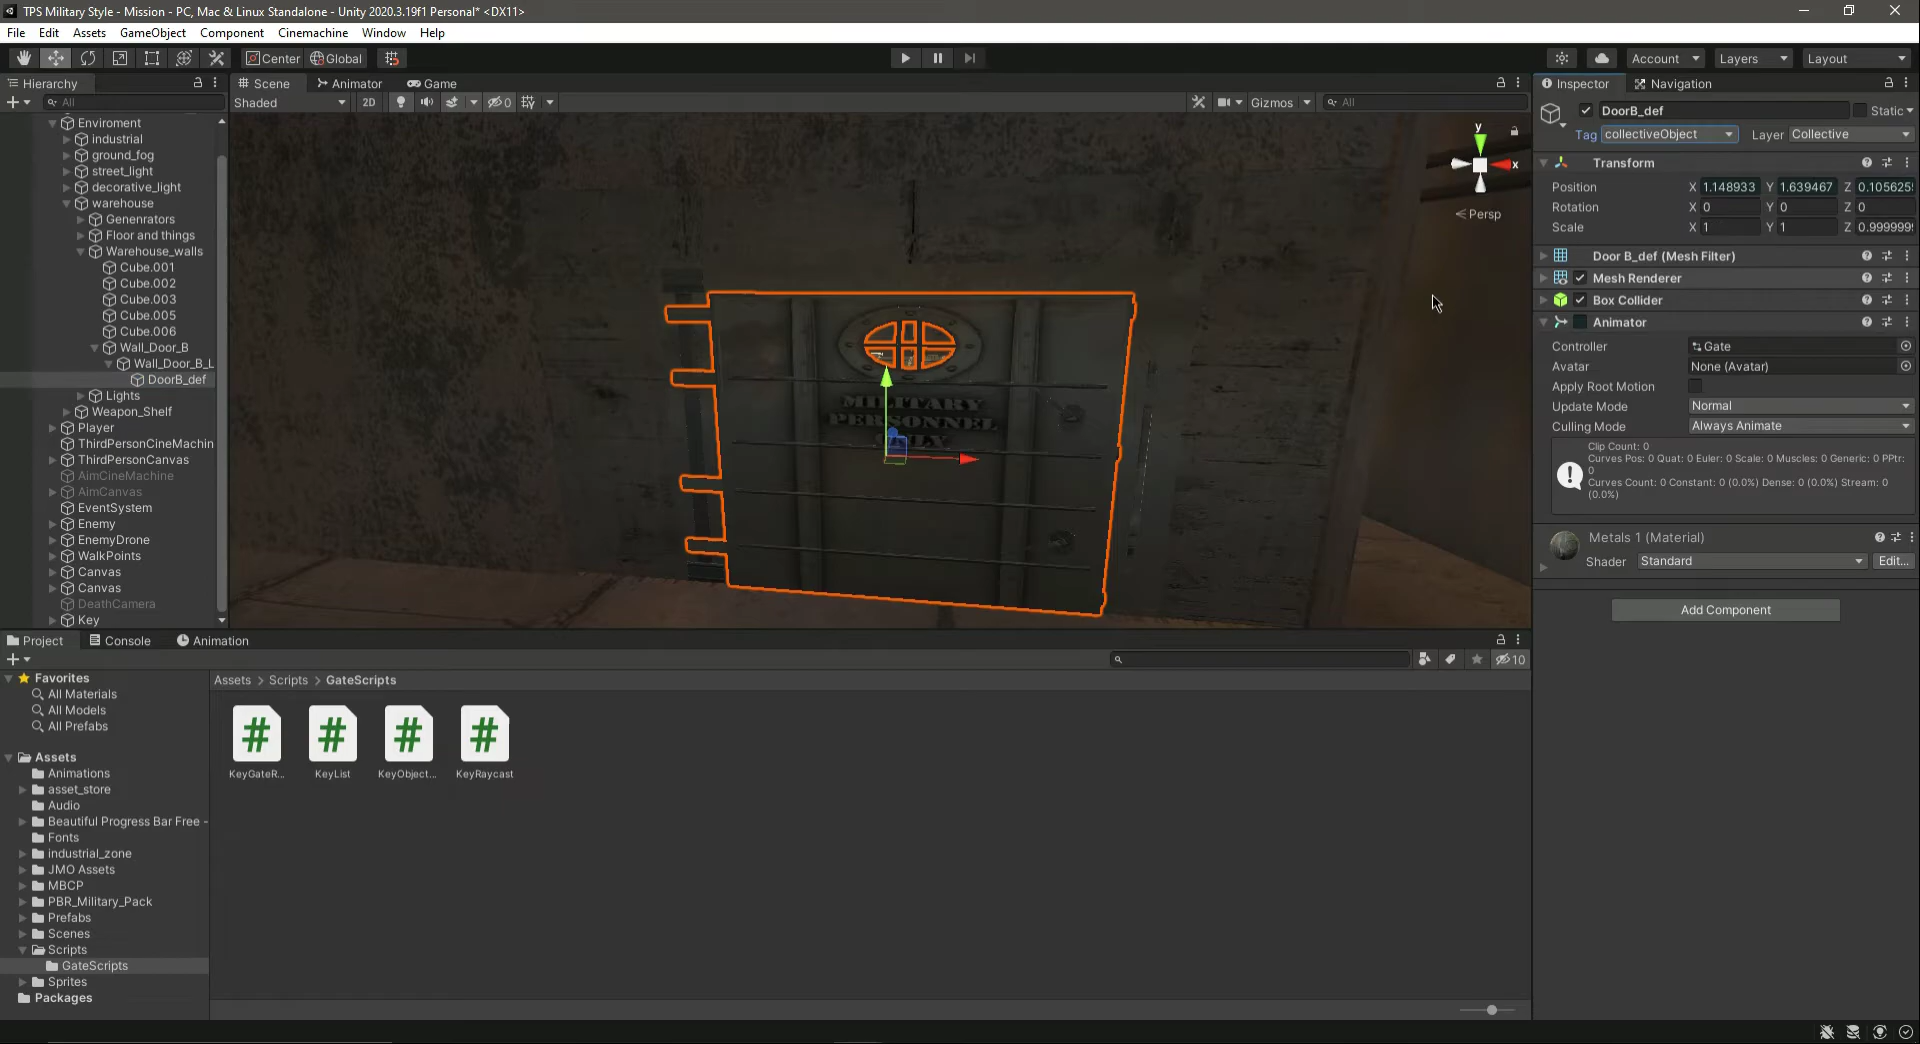 TPS Military Style - Mission - PC, Mac & Linux Standalone - Unity 2020.3.19f1 Personal* <DX11>
File Edit Assets GameObject Component Cinemachine Window Help
Center Global Account Layers Layout
Hierarchy
All
Enviroment
industrial
ground_fog
street_light
decorative_light
warehouse
Genenrators
Floor and things
Warehouse_walls
Cube.001
Cube.002
Cube.003
Cube.005
Cube.006
Wall_Door_B
Wall_Door_B_L
DoorB_def
Lights
Weapon_Shelf
Player
ThirdPersonCineMachin
ThirdPersonCanvas
AimCineMachine
AimCanvas
EventSystem
Enemy
EnemyDrone
WalkPoints
Canvas
Canvas
DeathCamera
Key
Scene Animator Game
Shaded 2D 0 Gizmos All
y
x
Persp
MILITARY
PERSONNEL
ONLY
Inspector Navigation
DoorB_def Static
Tag collectiveObject Layer Collective
Transform
Position X 1.148933 Y 1.639467 Z 0.105625
Rotation X 0 Y 0 Z 0
Scale X 1 Y 1 Z 0.9999999
Door B_def (Mesh Filter)
Mesh Renderer
Box Collider
Animator
Controller Gate
Avatar None (Avatar)
Apply Root Motion
Update Mode Normal
Culling Mode Always Animate
Clip Count: 0
Curves Pos: 0 Quat: 0 Euler: 0 Scale: 0 Muscles: 0 Generic: 0 PPtr:
0
Curves Count: 0 Constant: 0 (0.0%) Dense: 0 (0.0%) Stream: 0
(0.0%)
Metals 1 (Material)
Shader Standard Edit...
Add Component
Project Console Animation
10
Favorites
All Materials
All Models
All Prefabs
Assets
Animations
asset_store
Audio
Beautiful Progress Bar Free -
Fonts
industrial_zone
JMO Assets
MBCP
PBR_Military_Pack
Prefabs
Scenes
Scripts
GateScripts
Sprites
Packages
Assets > Scripts > GateScripts
# # # #
KeyGateR... KeyList KeyObject... KeyRaycast